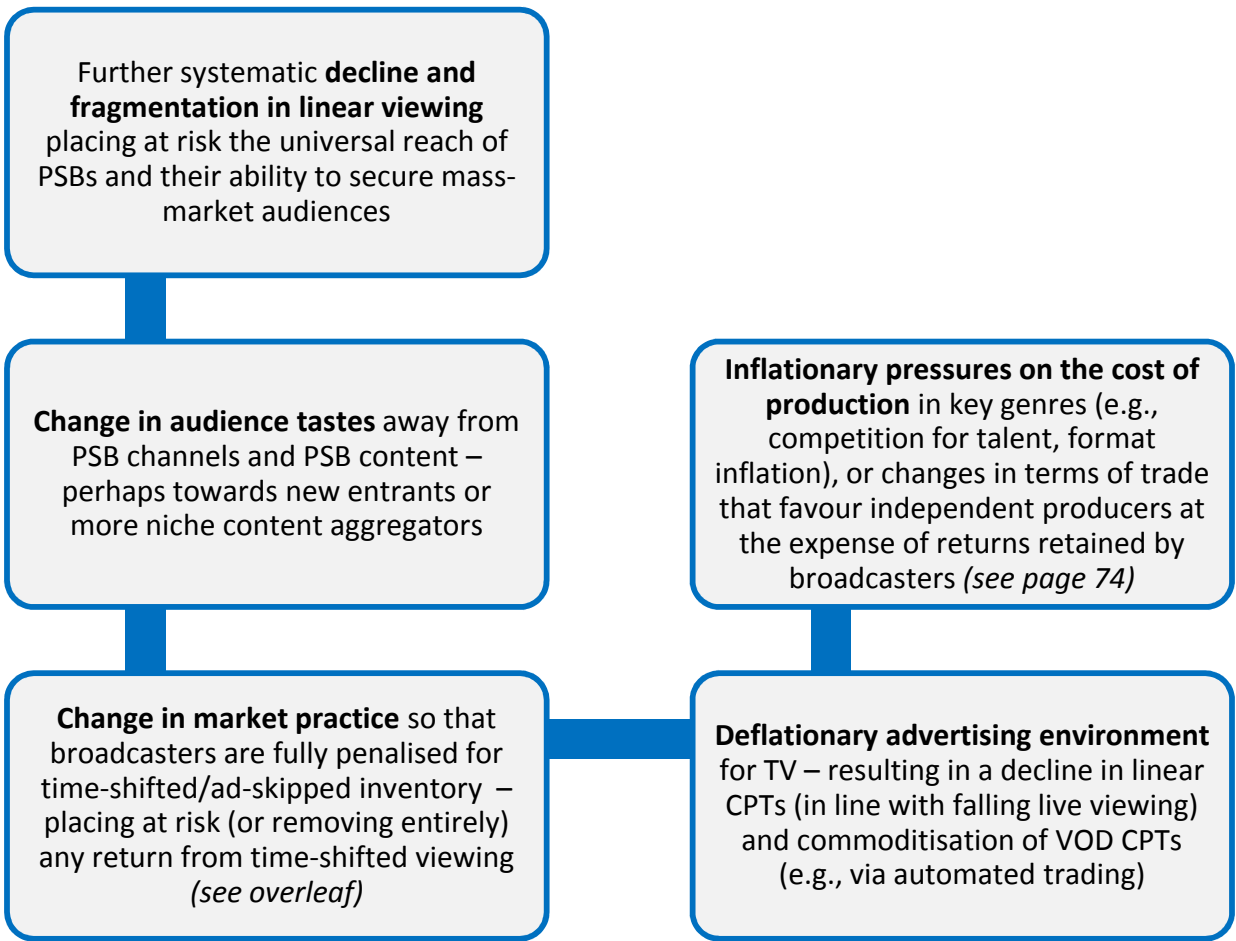 Further systematic decline and
fragmentation in linear viewing
placing at risk the universal reach of
PSBs and their ability to secure mass-
market audiences
Change in audience tastes away from
PSB channels and PSB content –
perhaps towards new entrants or
more niche content aggregators
Change in market practice so that
broadcasters are fully penalised for
time-shifted/ad-skipped inventory –
placing at risk (or removing entirely)
any return from time-shifted viewing
(see overleaf)
Deflationary advertising environment
for TV – resulting in a decline in linear
CPTs (in line with falling live viewing)
and commoditisation of VOD CPTs
(e.g., via automated trading)
Inflationary pressures on the cost of
production in key genres (e.g.,
competition for talent, format
inflation), or changes in terms of trade
that favour independent producers at
the expense of returns retained by
broadcasters (see page 74)